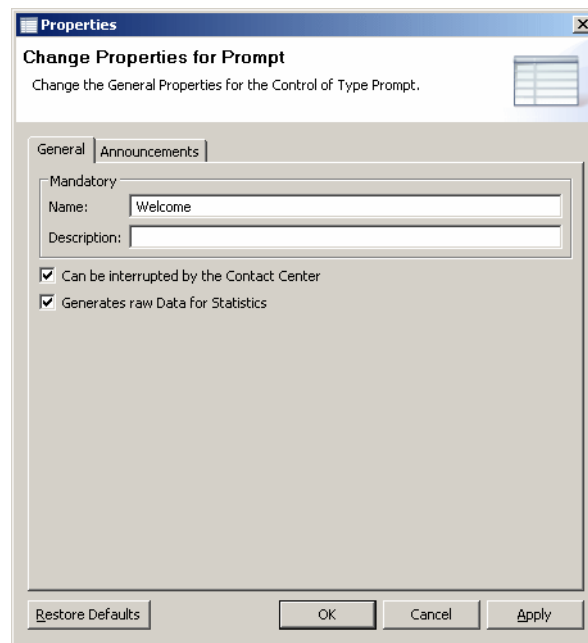 Properties
Change Properties for Prompt
Change the General Properties for the Control of Type Prompt.
General Announcements
Mandatory
Name: Welcome
Description:
Can be interrupted by the Contact Center
Generates raw Data for Statistics
Restore Defaults OK Cancel Apply